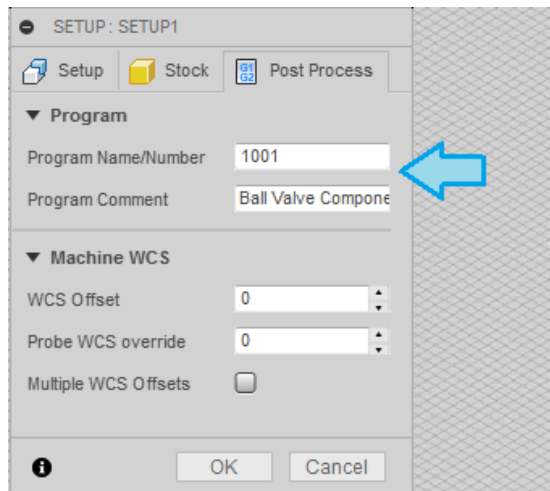 SETUP: SETUP1
Setup Stock G1 G2 Post Process
Program
Program Name/Number 1001
Program Comment Ball Valve Compone
Machine WCS
WCS Offset 0
Probe WCS override 0
Multiple WCS Offsets
OK Cancel